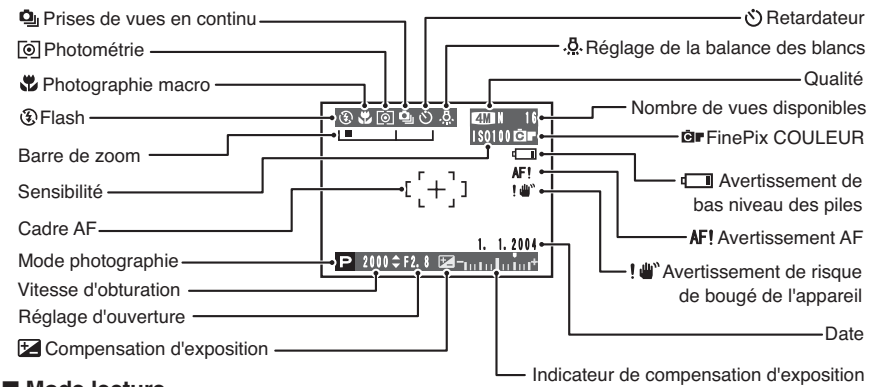 Prises de vues en continu
Photométrie
Photographie macro
Flash
Barre de zoom
Sensibilité
Cadre AF
Mode photographie
Vitesse d'obturation
Réglage d'ouverture
Compensation d'exposition
4M N 16
ISO100
AF!
!
1. 1. 2004
P 2000 F2.8
Retardateur
Réglage de la balance des blancs
Qualité
Nombre de vues disponibles
FinePix COULEUR
Avertissement de
bas niveau des piles
AF! Avertissement AF
! Avertissement de risque
de bougé de l'appareil
Date
Indicateur de compensation d'exposition